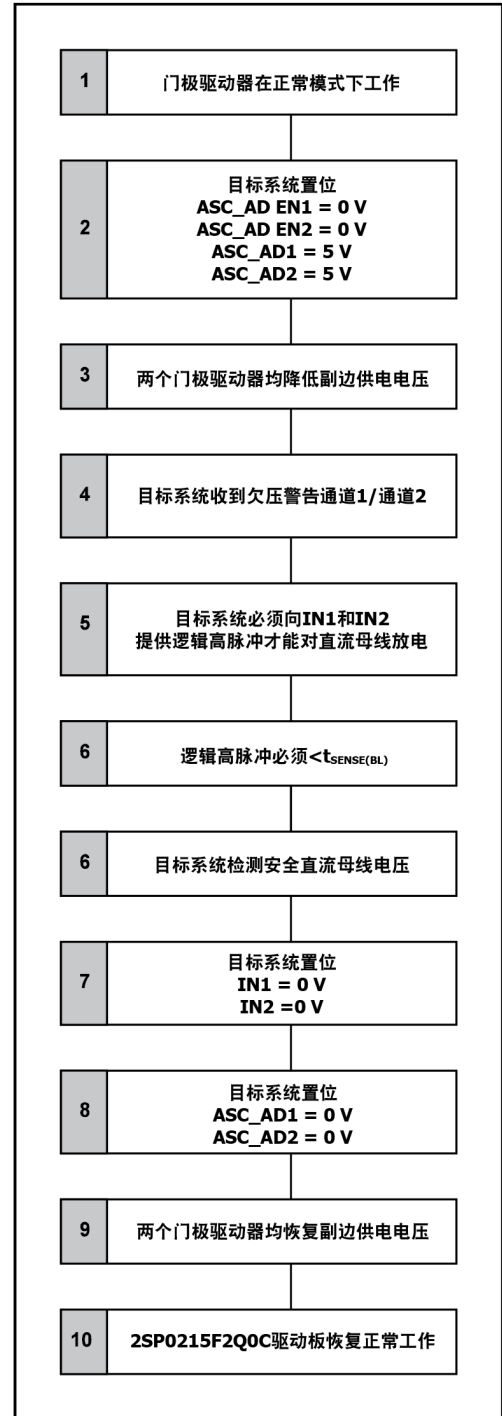 1
门极驱动器在正常模式下工作
2
目标系统置位
ASC_AD EN1 = 0 V
ASC_AD EN2 = 0 V
ASC_AD1 = 5 V
ASC_AD2 = 5 V
3
两个门极驱动器均降低副边供电电压
4
目标系统收到欠压警告通道1/通道2
5
目标系统必须向IN1和IN2
提供逻辑高脉冲才能对直流母线放电
6
逻辑高脉冲必须<tSENSE(BL)
6
目标系统检测安全直流母线电压
7
目标系统置位
IN1 = 0 V
IN2 =0 V
8
目标系统置位
ASC_AD1 = 0 V
ASC_AD2 = 0 V
9
两个门极驱动器均恢复副边供电电压
10
2SP0215F2Q0C驱动板恢复正常工作